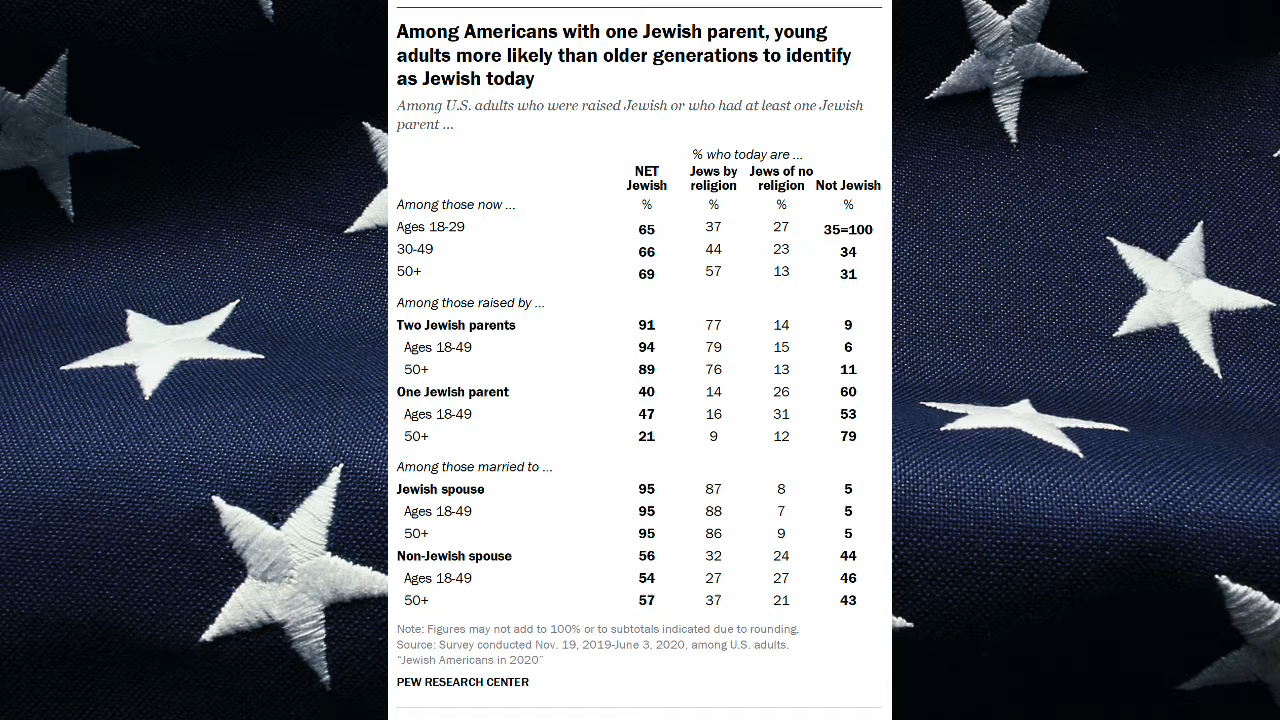 Among Americans with one Jewish parent, young
adults more likely than older generations to identify
as Jewish today
Among U.S. adults who were raised Jewish or who had at least one Jewish
parent ...
% who today are ...
NET Jewish Jews by religion Jews of no religion Not Jewish
Among those now ... % % % %
Ages 18-29 65 37 27 35=100
30-49 66 44 23 34
50+ 69 57 13 31
Among those raised by ...
Two Jewish parents 91 77 14 9
Ages 18-49 94 79 15 6
50+ 89 76 13 11
One Jewish parent 40 14 26 60
Ages 18-49 47 16 31 53
50+ 21 9 12 79
Among those married to ...
Jewish spouse 95 87 8 5
Ages 18-49 95 88 7 5
50+ 95 86 9 5
Non-Jewish spouse 56 32 24 44
Ages 18-49 54 27 27 46
50+ 57 37 21 43
Note: Figures may not add to 100% or to subtotals indicated due to rounding.
Source: Survey conducted Nov. 19, 2019-June 3, 2020, among U.S. adults.
"Jewish Americans in 2020"
PEW RESEARCH CENTER